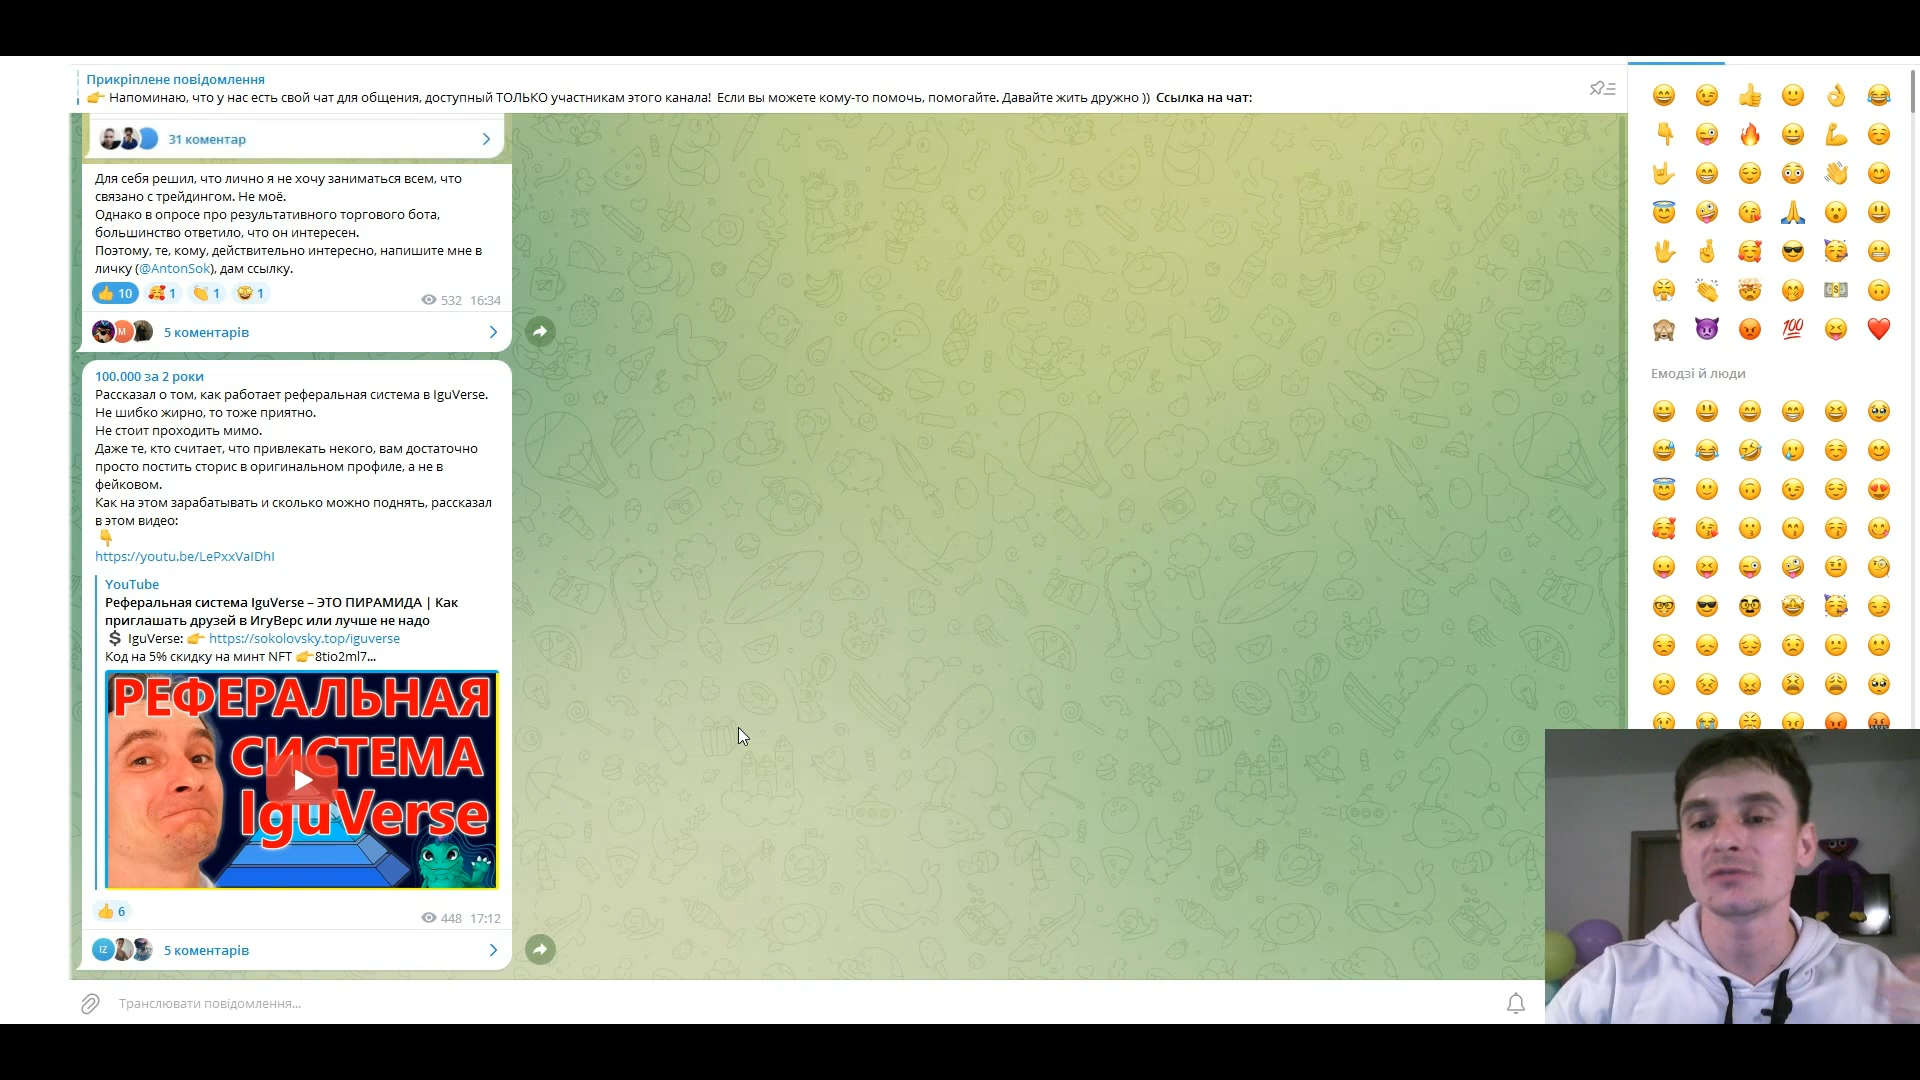 Прикріплене повідомлення
👉 Напоминаю, что у нас есть свой чат для общения, доступный ТОЛЬКО участникам этого канала! Если вы можете кому-то помочь, помогайте. Давайте жить дружно )) Ссылка на чат:
31 коментар
Для себя решил, что лично я не хочу заниматься всем, что
связано с трейдингом. Не моё.
Однако в опросе про результативного торгового бота,
большинство ответило, что он интересен.
Поэтому, те, кому, действительно интересно, напишите мне в
личку (@AntonSok), дам ссылку.
👍 10 🥰 1 👏 1 🤩 1
532 16:34
M
5 коментарів
100.000 за 2 роки
Рассказал о том, как работает реферальная система в IguVerse.
Не шибко жирно, то тоже приятно.
Не стоит проходить мимо.
Даже те, кто считает, что привлекать некого, вам достаточно
просто постить сторис в оригинальном профиле, а не в
фейковом.
Как на этом зарабатывать и сколько можно поднять, рассказал
в этом видео:
👇
https://youtu.be/LePxxVaIDhI
YouTube
Реферальная система IguVerse – ЭТО ПИРАМИДА | Как
приглашать друзей в ИгуВерс или лучше не надо
💲 IguVerse: 👉 https://sokolovsky.top/iguverse
Код на 5% скидку на минт NFT 👉8tio2ml7...
РЕФЕРАЛЬНАЯ
СИСТЕМА
IguVerse
👍 6
448 17:12
IZ
5 коментарів
Транслювати повідомлення...
100
Емодзі й люди